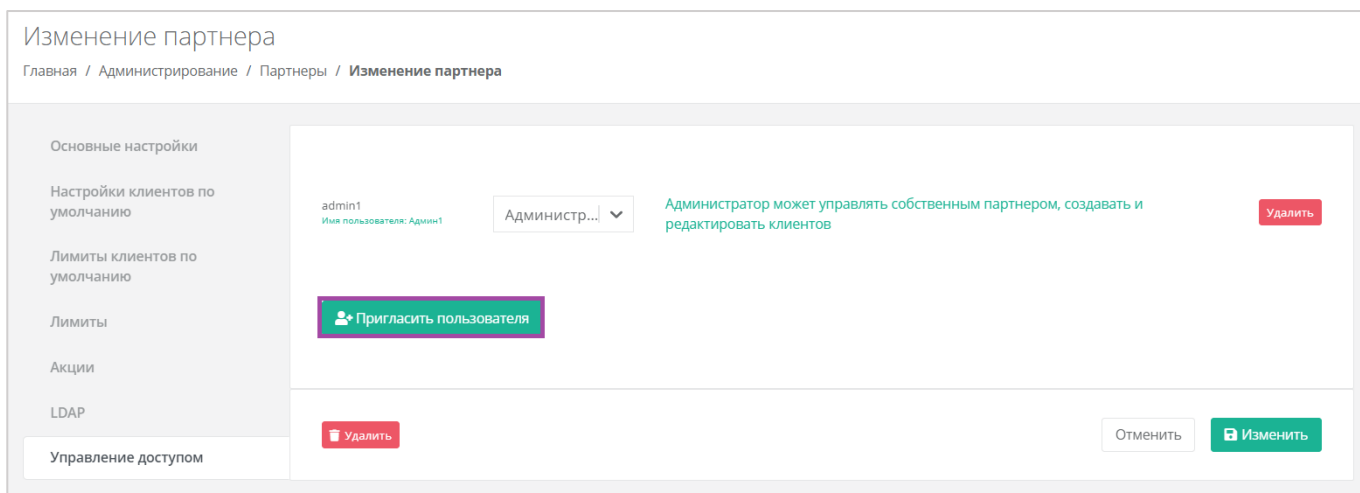 Изменение партнера
Главная / Администрирование / Партнеры / Изменение партнера
Основные настройки
Настройки клиентов по
умолчанию
Лимиты клиентов по
умолчанию
Лимиты
Акции
LDAP
Управление доступом
admin1
Имя пользователя: Админ1
Администр...
Администратор может управлять собственным партнером, создавать и
редактировать клиентов
Удалить
Пригласить пользователя
Удалить
Отменить
Изменить